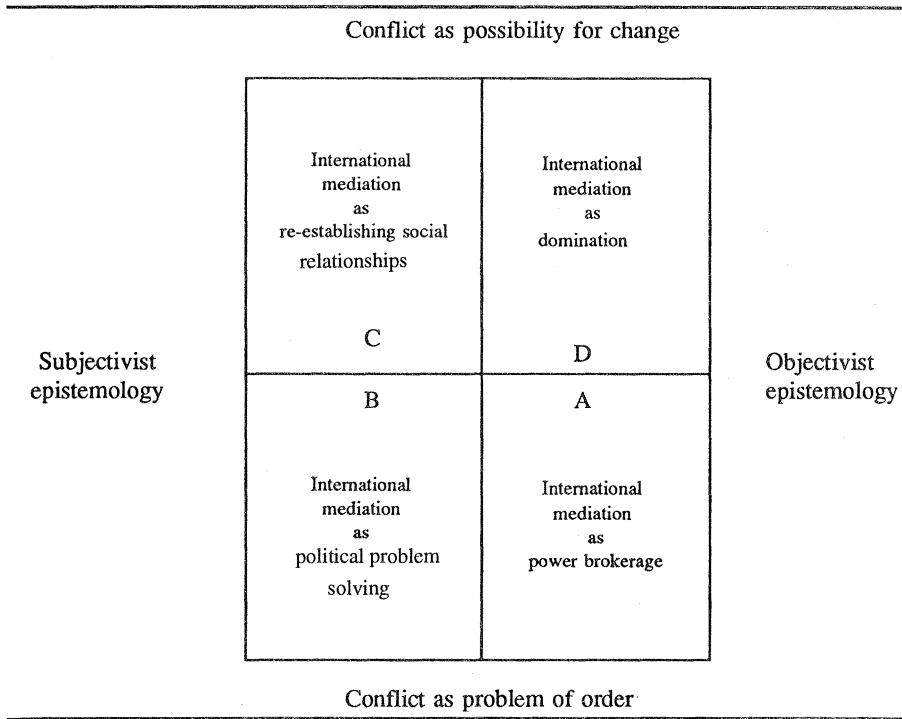 Conflict as possibility for change
International
mediation
as
re-establishing social
relationships
C
International
mediation
as
domination
D
Subjectivist
epistemology
Objectivist
epistemology
B
International
mediation
as
political problem
solving
A
International
mediation
as
power brokerage
Conflict as problem of order